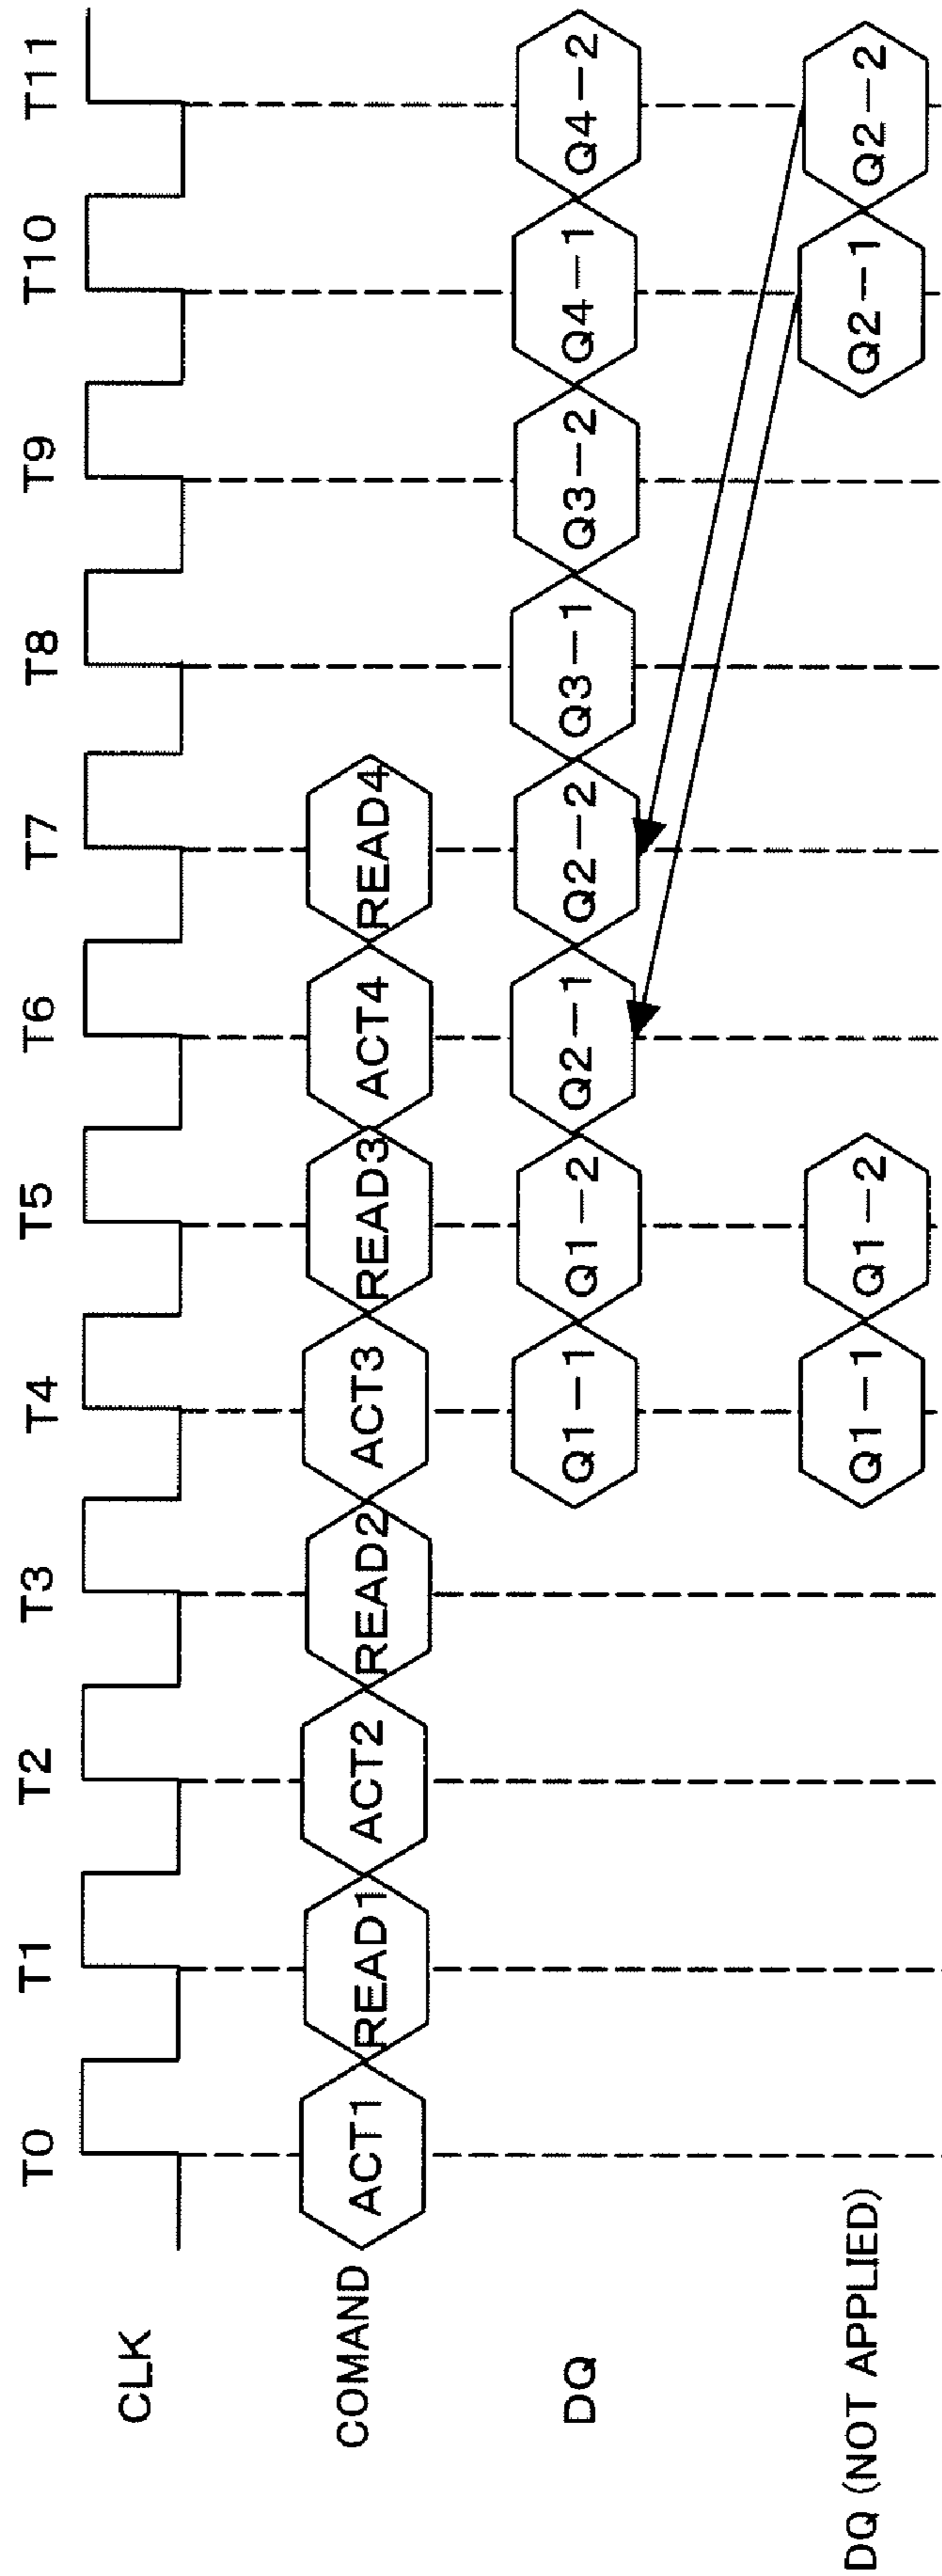 T0 T1 T2 T3 T4 T5 T6 T7 T8 T9 T10 T11
CLK
COMAND ACT1 READ1 ACT2 READ2 ACT3 READ3 ACT4 READ4
DQ Q1-1 Q1-2 Q2-1 Q2-2 Q3-1 Q3-2 Q4-1 Q4-2
DQ (NOT APPLIED) Q1-1 Q1-2 Q2-1 Q2-2